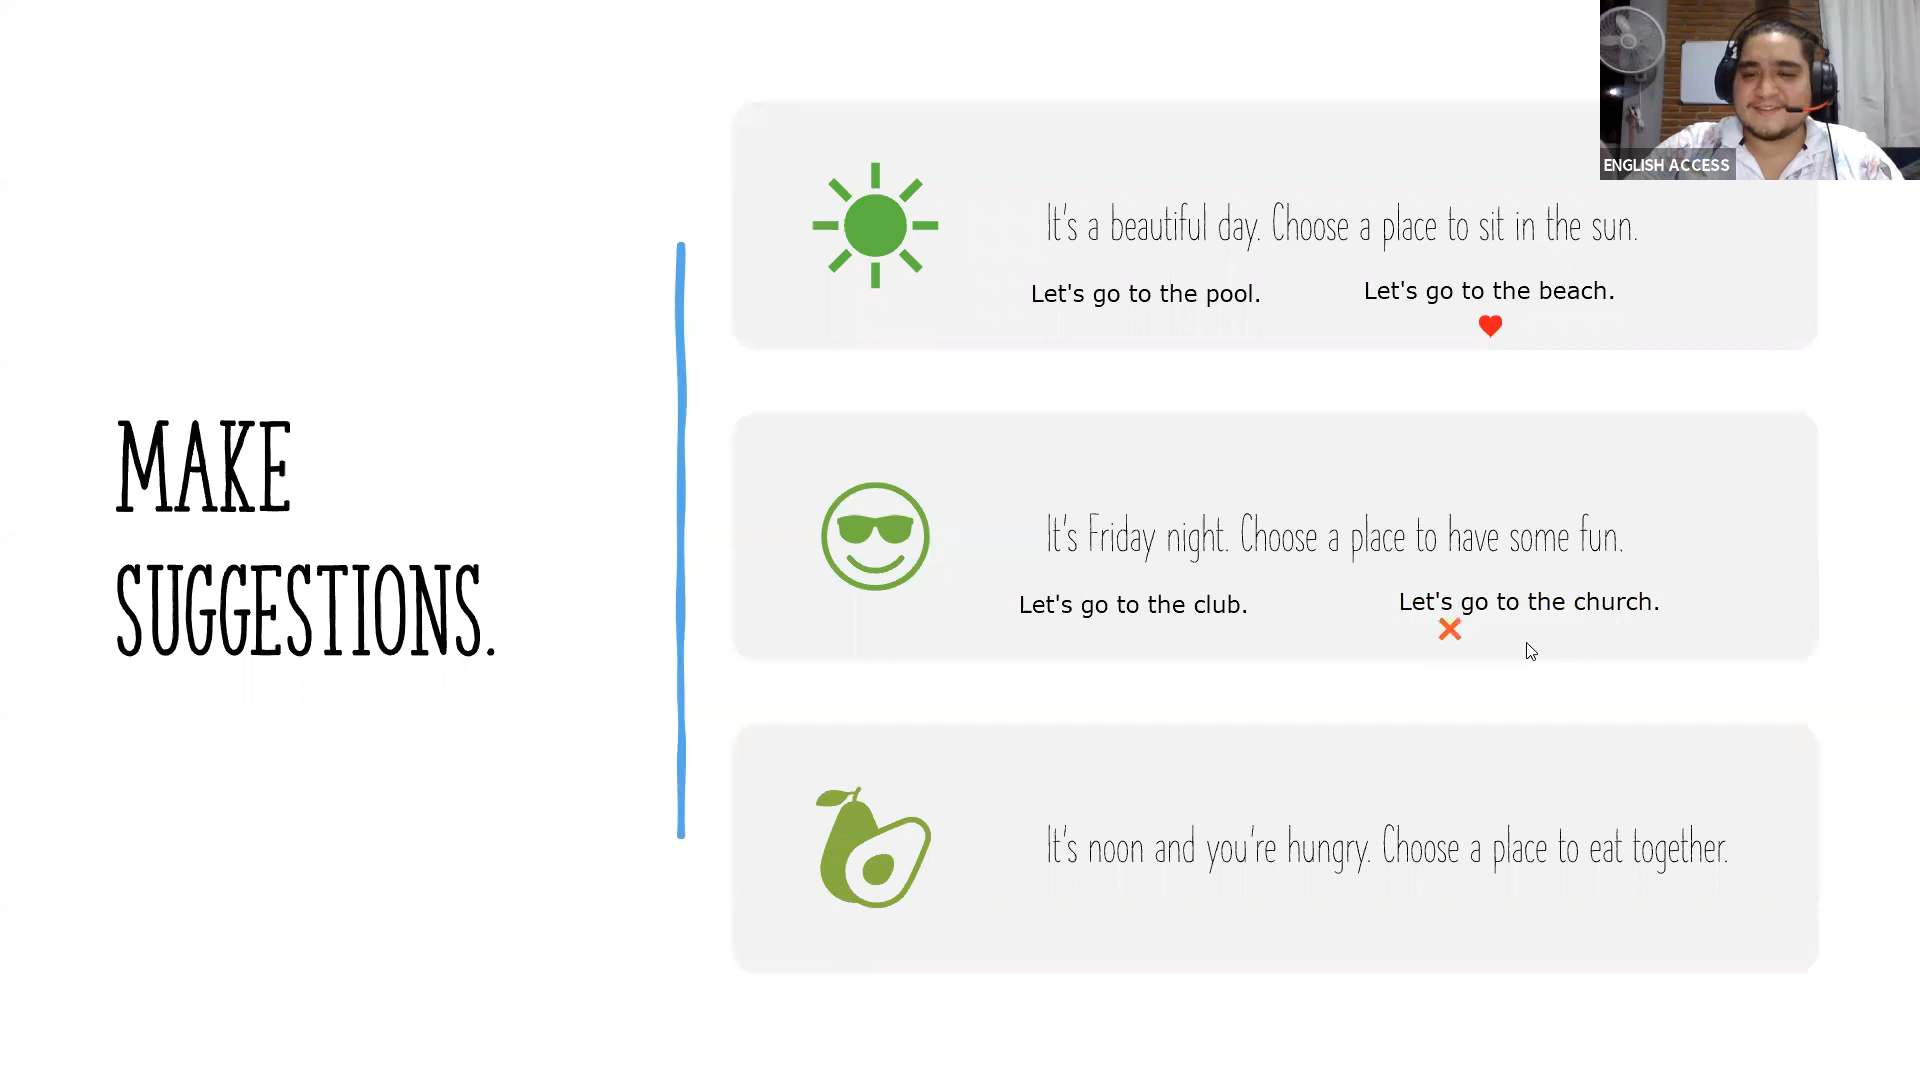 ENGLISH ACCESS
MAKE
SUGGESTIONS.
It's a beautiful day. Choose a place to sit in the sun.
Let's go to the pool.
Let's go to the beach.
It's Friday night. Choose a place to have some fun.
Let's go to the club.
Let's go to the church.
It's noon and you're hungry. Choose a place to eat together.